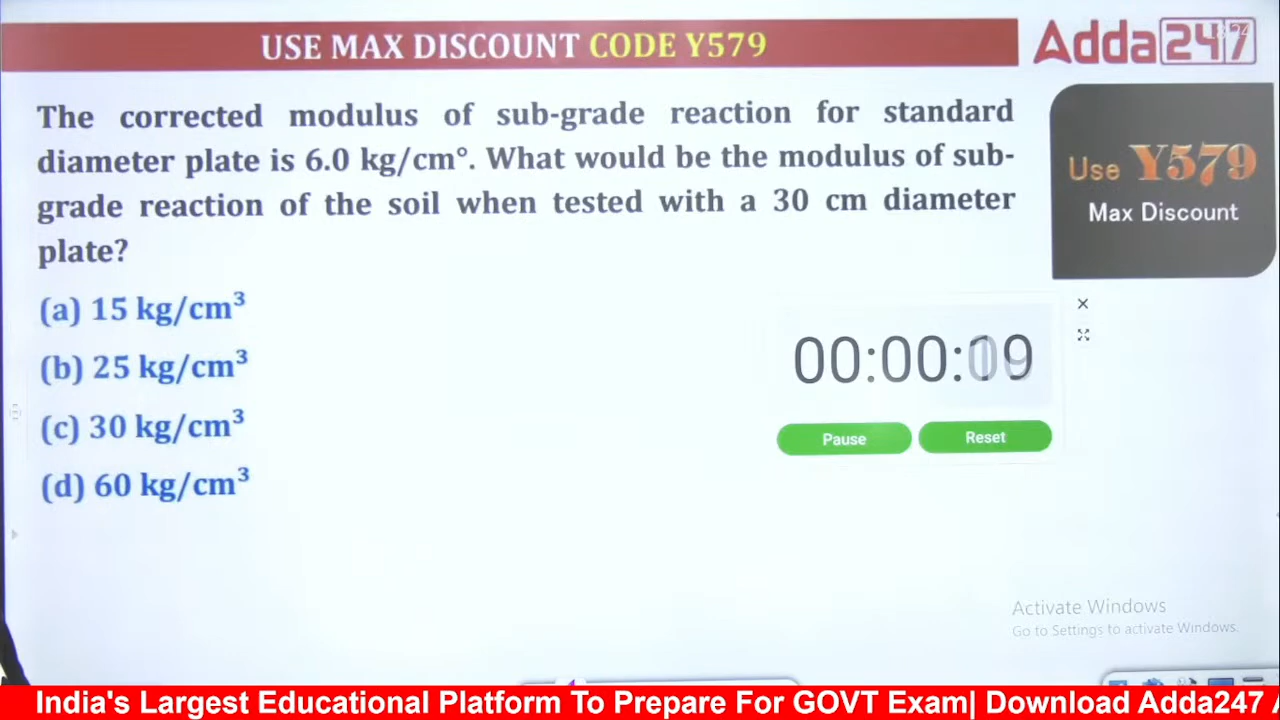 USE MAX DISCOUNT CODE Y579
Adda247
The corrected modulus of sub-grade reaction for standard
diameter plate is 6.0 kg/cm°. What would be the modulus of sub-
grade reaction of the soil when tested with a 30 cm diameter
plate?
Use Y579
Max Discount
(a) 15 kg/cm³
(b) 25 kg/cm³
(c) 30 kg/cm³
(d) 60 kg/cm³
Pause
Reset
Activate Windows
Go to Settings to activate Windows.
India's Largest Educational Platform To Prepare For GOVT Exam| Download Adda247